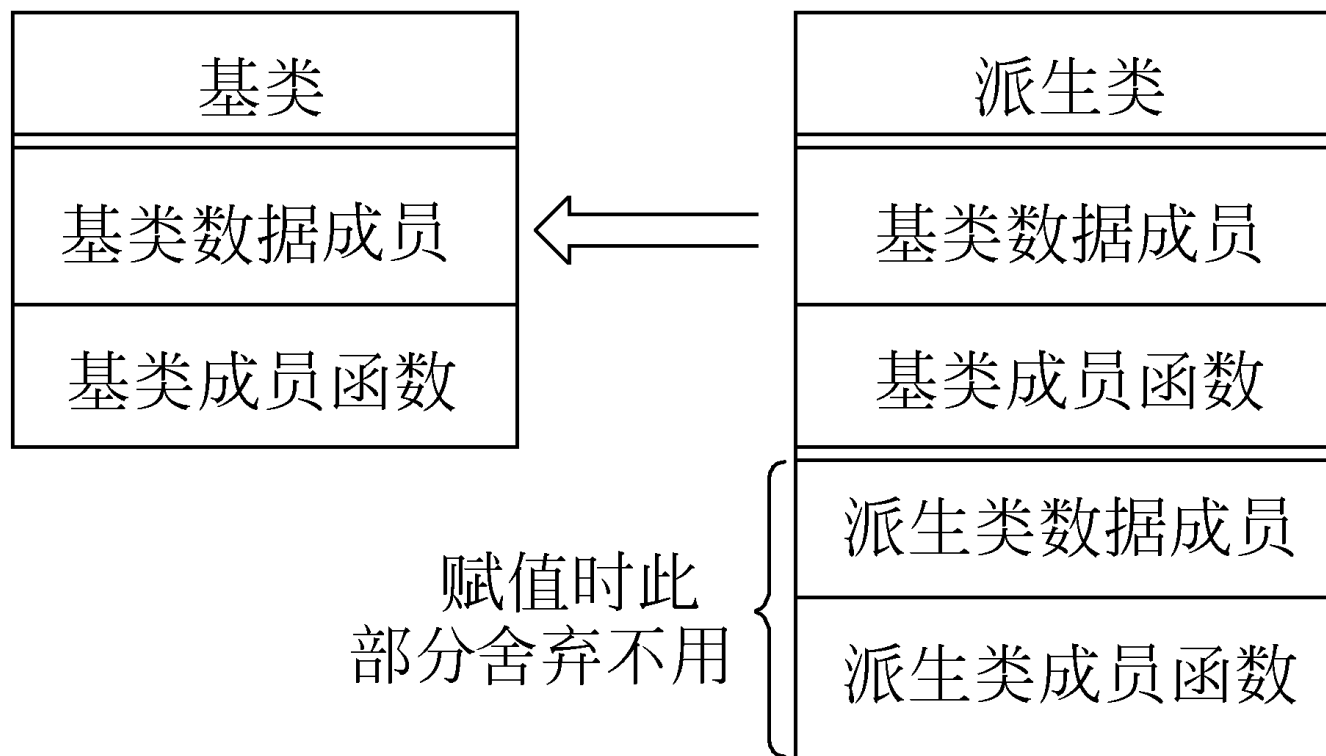 基类
基类数据成员
基类成员函数
派生类
基类数据成员
基类成员函数
派生类数据成员
派生类成员函数
赋值时此
部分舍弃不用